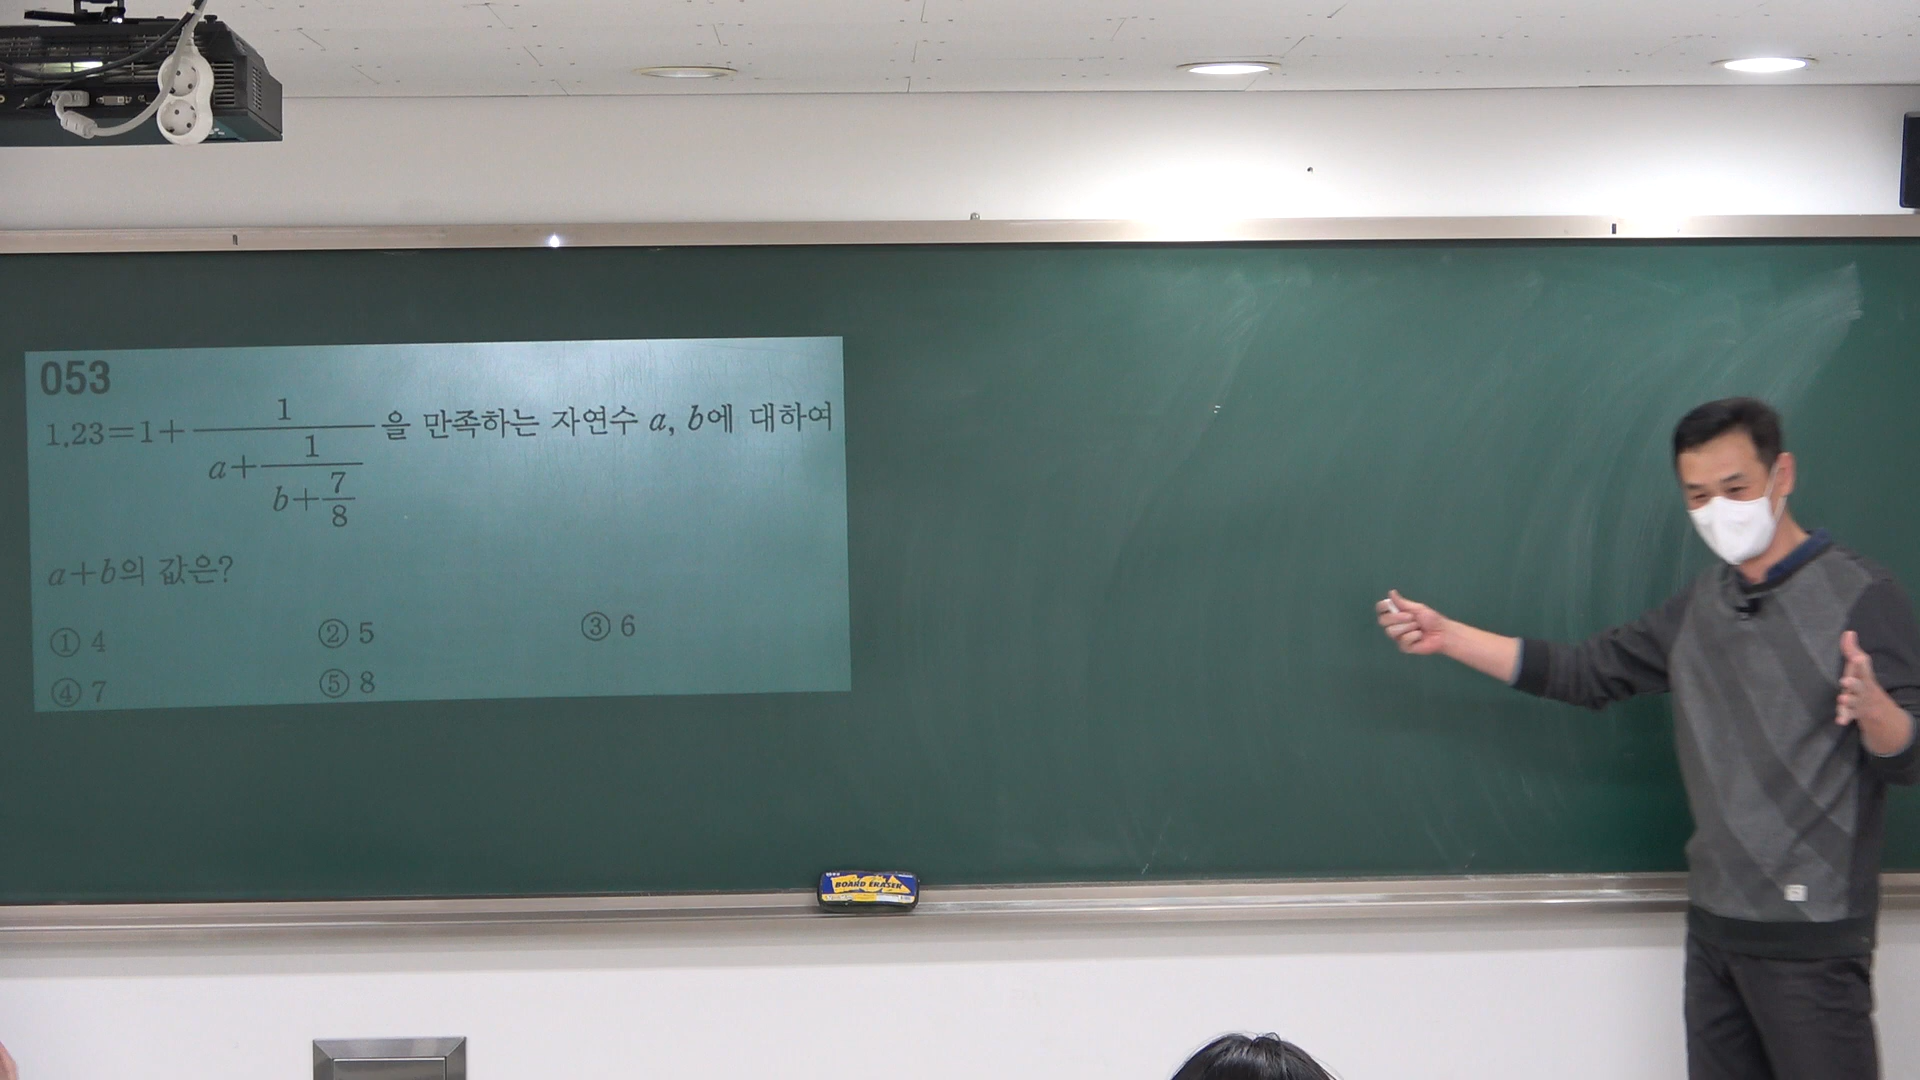 053
1.23=1+1/(a+1/(b+7/8))을 만족하는 자연수 a, b에 대하여
a+b의 값은?
① 4 ② 5 ③ 6
④ 7 ⑤ 8
BOARD ERASER